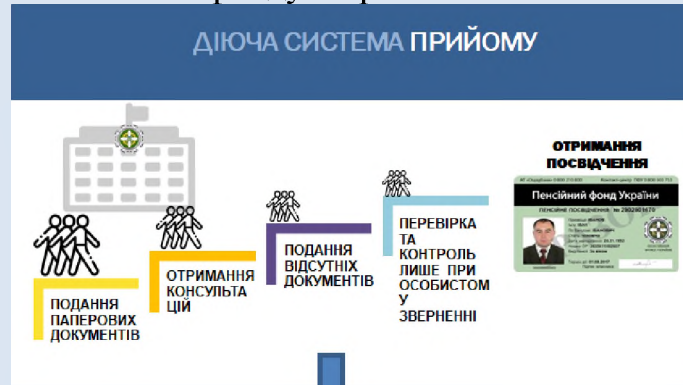 ДІЮЧА СИСТЕМА ПРИЙОМУ
ОТРИМАННЯ
ПОСВІДЧЕННЯ
Пенсійний фонд України
ПОДАННЯ
ПАПЕРОВИХ
ДОКУМЕНТІВ
ОТРИМАННЯ
КОНСУЛЬТА
ЦІЙ
ПОДАННЯ
ВІДСУТНІХ
ДОКУМЕНТІВ
ПЕРЕВІРКА
ТА
КОНТРОЛЬ
ЛИШЕ ПРИ
ОСОБИСТОМ
У
ЗВЕРНЕННІ